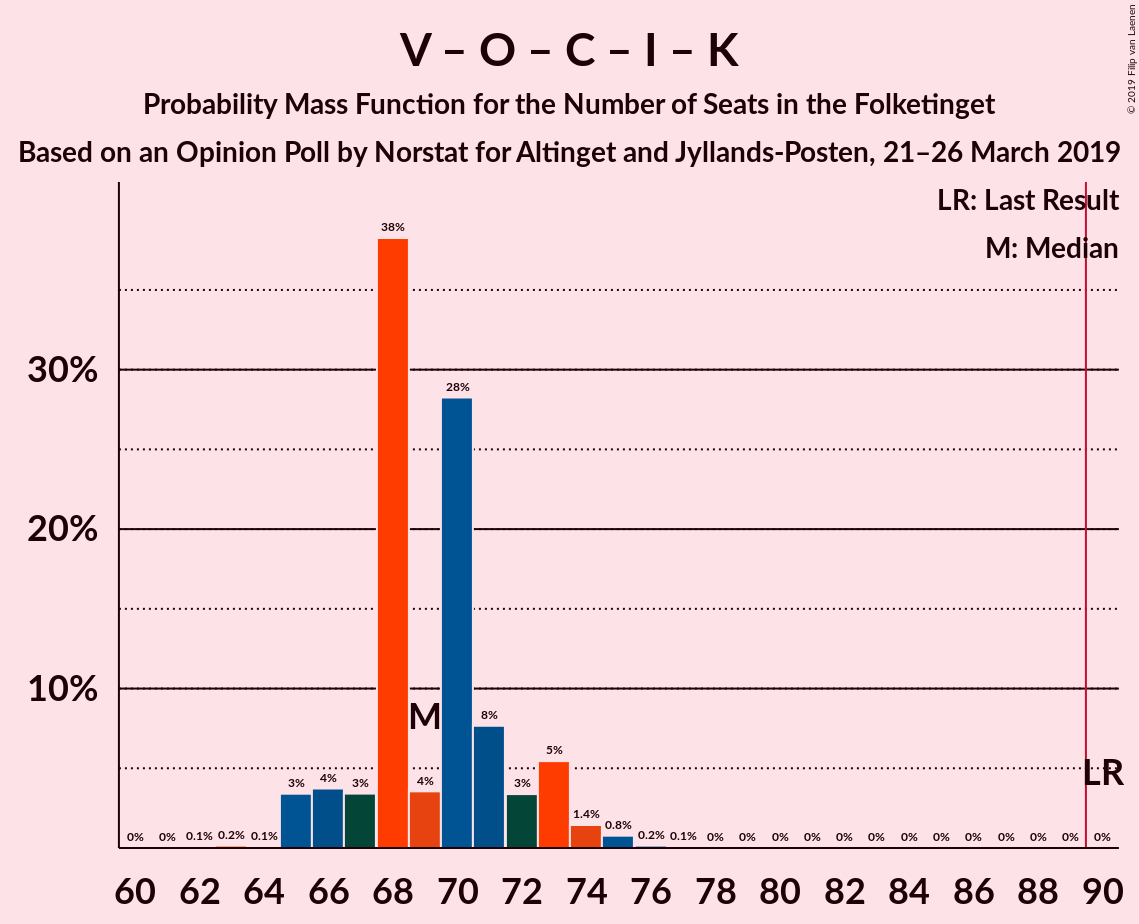 V – O – C – I – K
Probability Mass Function for the Number of Seats in the Folketinget
Based on an Opinion Poll by Norstat for Altinget and Jyllands-Posten, 21–26 March 2019
© 2019 Filip van Laenen
LR: Last Result
M: Median
30%
20%
10%
0% 0% 0.1% 0.2% 0.1% 3% 4% 3% 38% 4% 28% 8% 3% 5% 1.4% 0.8% 0.2% 0.1% 0% 0% 0% 0% 0% 0% 0% 0% 0% 0% 0% 0% 0%
M
LR
60 62 64 66 68 70 72 74 76 78 80 82 84 86 88 90